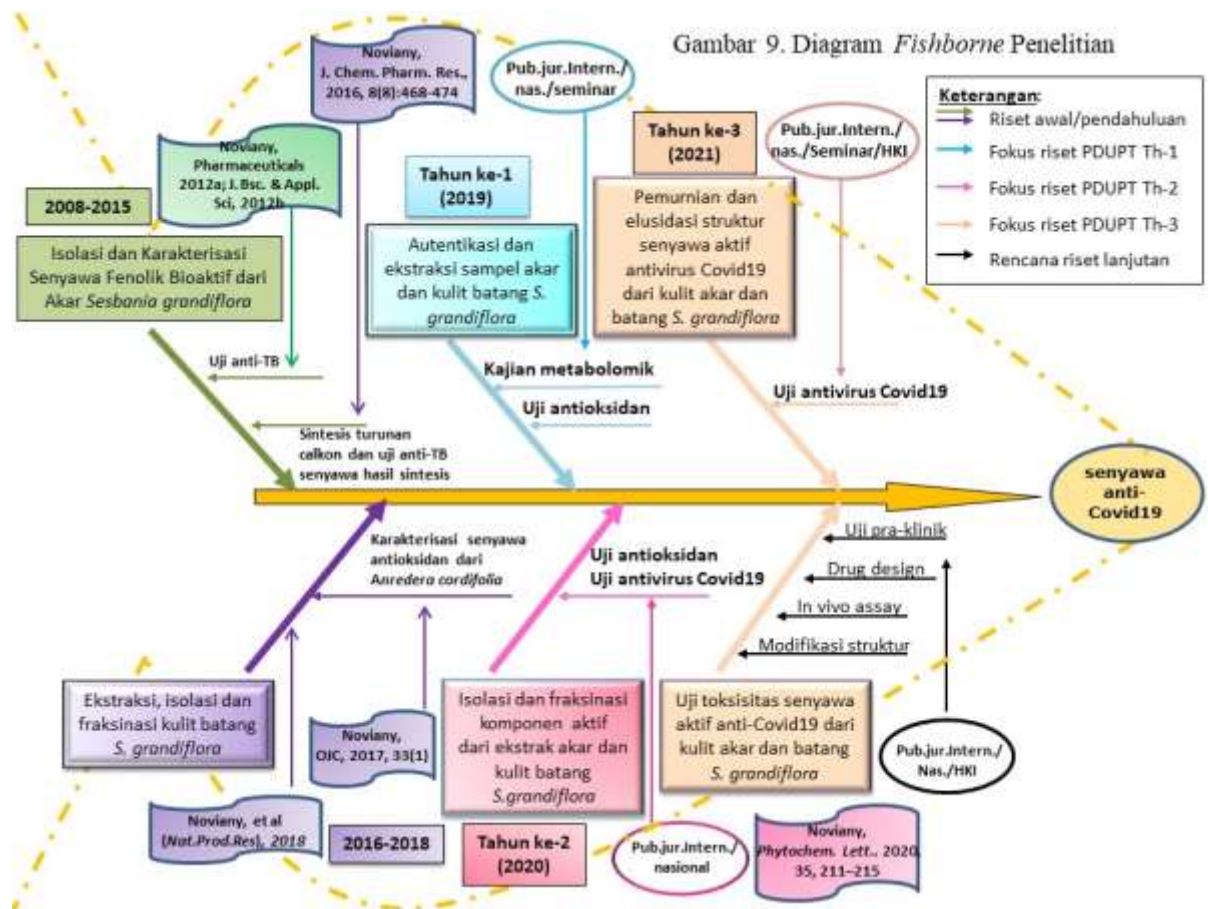 Gambar 9. Diagram Fishborne Penelitian
Noviany,
J. Chem. Pharm. Res.,
2016, 8(8):468-474
Pub.jur.Intern./
nas./seminar
Keterangan:
Riset awal/pendahuluan
Fokus riset PDUPT Th-1
Fokus riset PDUPT Th-2
Fokus riset PDUPT Th-3
Rencana riset lanjutan
Noviany,
Pharmaceuticals
2012a; J. Bsc. & Appl.
Sci, 2012b
Tahun ke-3
(2021)
Pub.jur.Intern./
nas./Seminar/HKI
2008-2015
Tahun ke-1
(2019)
Isolasi dan Karakterisasi
Senyawa Fenolik Bioaktif dari
Akar Sesbania grandiflora
Autentikasi dan
ekstraksi sampel akar
dan kulit batang S.
grandiflora
Pemurnian dan
elusidasi struktur
senyawa aktif
antivirus Covid19
dari kulit akar dan
batang S. grandiflora
Uji anti-TB
Kajian metabolomik
Uji antioksidan
Uji antivirus Covid19
Sintesis turunan
calkon dan uji anti-TB
senyawa hasil sintesis
senyawa
anti-
Covid19
Karakterisasi senyawa
antioksidan dari
Anredera cordifolia
Uji antioksidan
Uji antivirus Covid19
Uji pra-klinik
Drug design
In vivo assay
Modifikasi struktur
Ekstraksi, isolasi dan
fraksinasi kulit batang
S. grandiflora
Noviany,
OJC, 2017, 33(1)
Isolasi dan fraksinasi
komponen aktif
dari ekstrak akar dan
kulit batang
S.grandiflora
Uji toksisitas senyawa
aktif anti-Covid19 dari
kulit akar dan batang
S. grandiflora
Pub.jur.Intern./
Nas./HKI
Noviany, et al
(Nat.Prod.Res), 2018
2016-2018
Tahun ke-2
(2020)
Pub.jur.Intern./
nasional
Noviany,
Phytochem. Lett., 2020,
35, 211–215